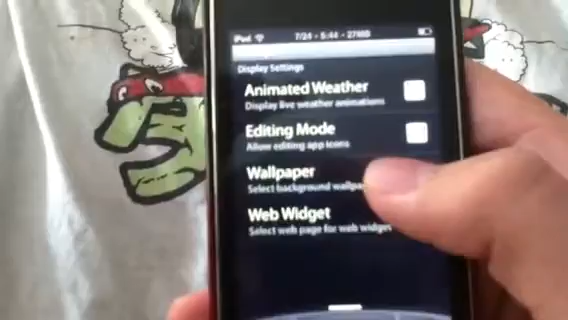 iPod 7/24 - 5:44 - 27MB
Display Settings
Animated Weather
Display live weather animations
Editing Mode
Allow editing app icons
Wallpaper
Select background
Web Widget
Select web page for web widget